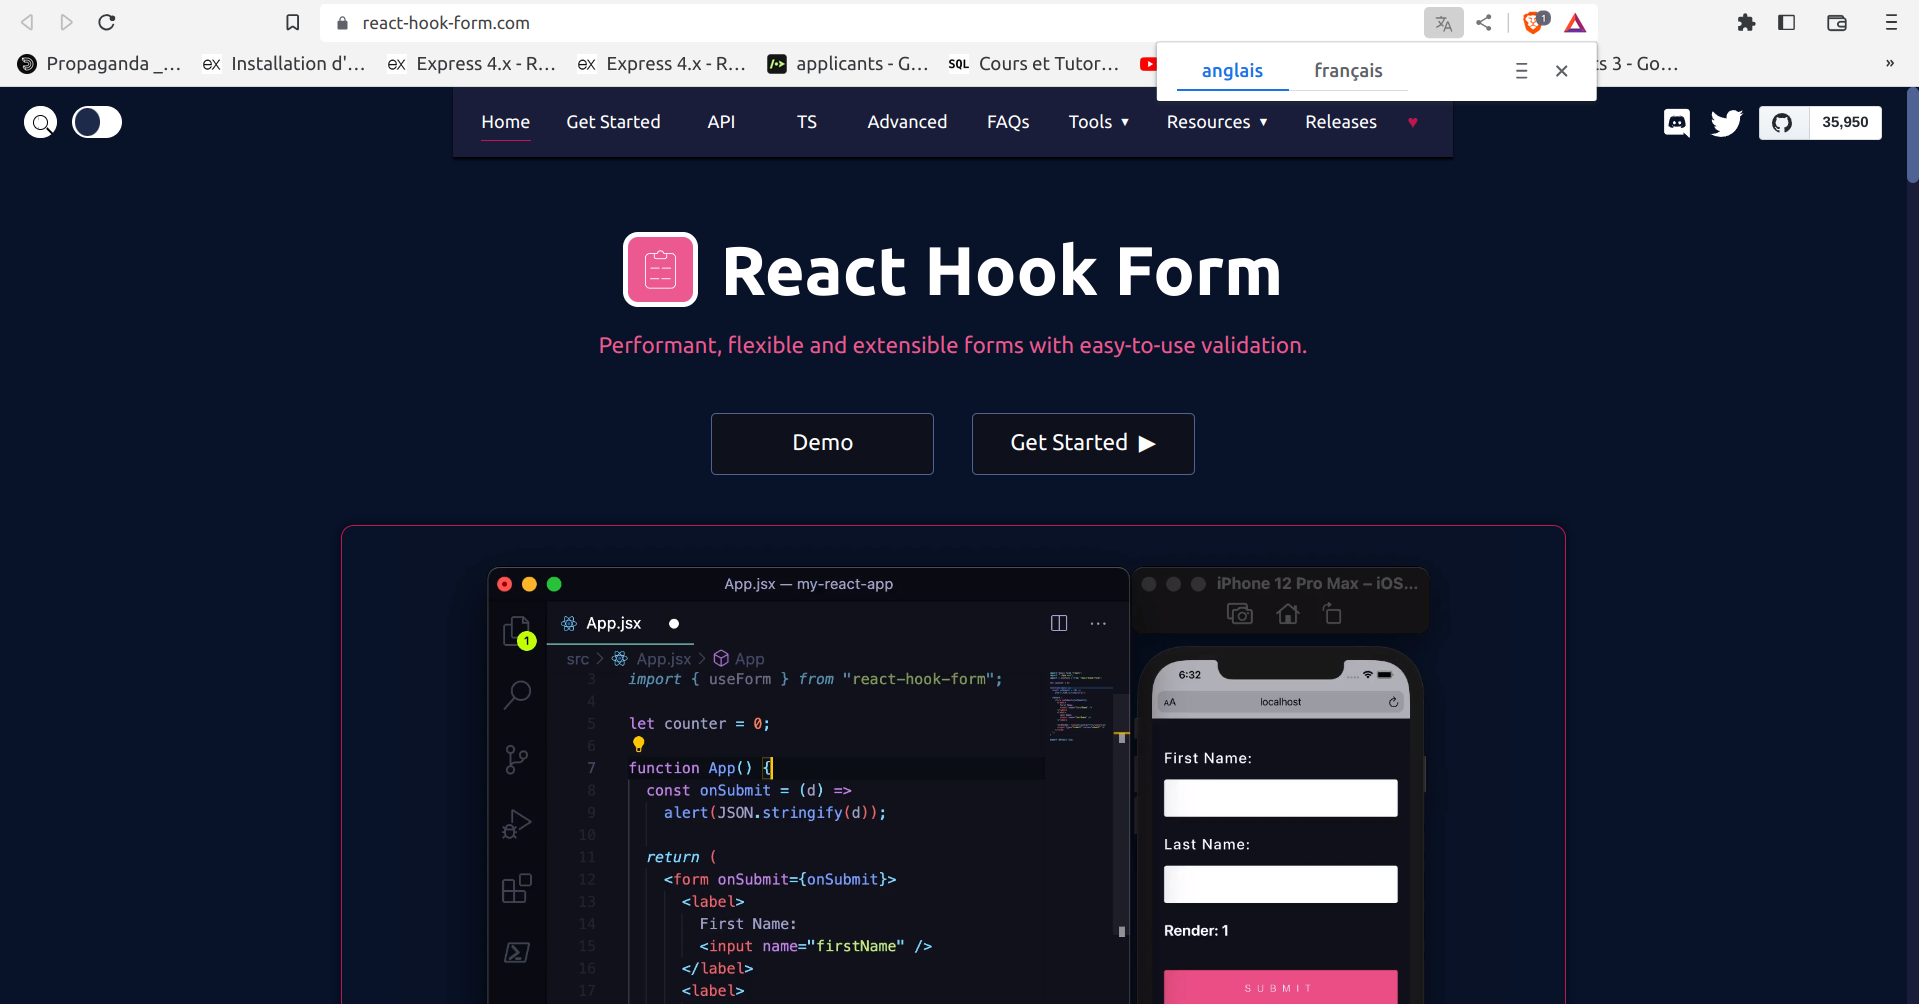 react-hook-form.com
1
Propaganda _... Installation d'... Express 4.x - R... Express 4.x - R... applicants - G... SQL Cours et Tutor... s 3 - Go... »
anglais français
Home Get Started API TS Advanced FAQs Tools ▼ Resources ▼ Releases ♥
35,950
React Hook Form
Performant, flexible and extensible forms with easy-to-use validation.
Demo
Get Started ▶
App.jsx — my-react-app
iPhone 12 Pro Max – iOS...
App.jsx
1
src > App.jsx > App
3 import { useForm } from "react-hook-form";
4
5 let counter = 0;
6
7 function App() {
8 const onSubmit = (d) =>
9 alert(JSON.stringify(d));
10
11 return (
12 <form onSubmit={onSubmit}>
13 <label>
14 First Name:
15 <input name="firstName" />
16 </label>
17 <label>
6:32
AA localhost
First Name:
Last Name:
Render: 1
SUBMIT